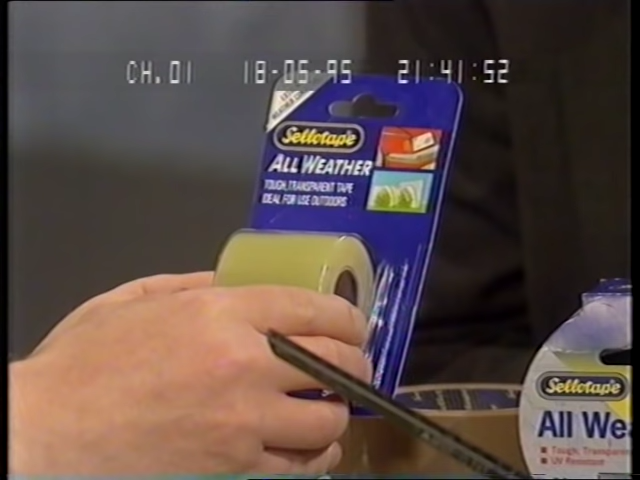 CH.01 18-05-95 21:41:52
Sellotape
ALL WEATHER
TOUGH, TRANSPARENT TAPE
IDEAL FOR USE OUTDOORS
Sellotape
All Wea
Tough, Transparen
UV Resistant